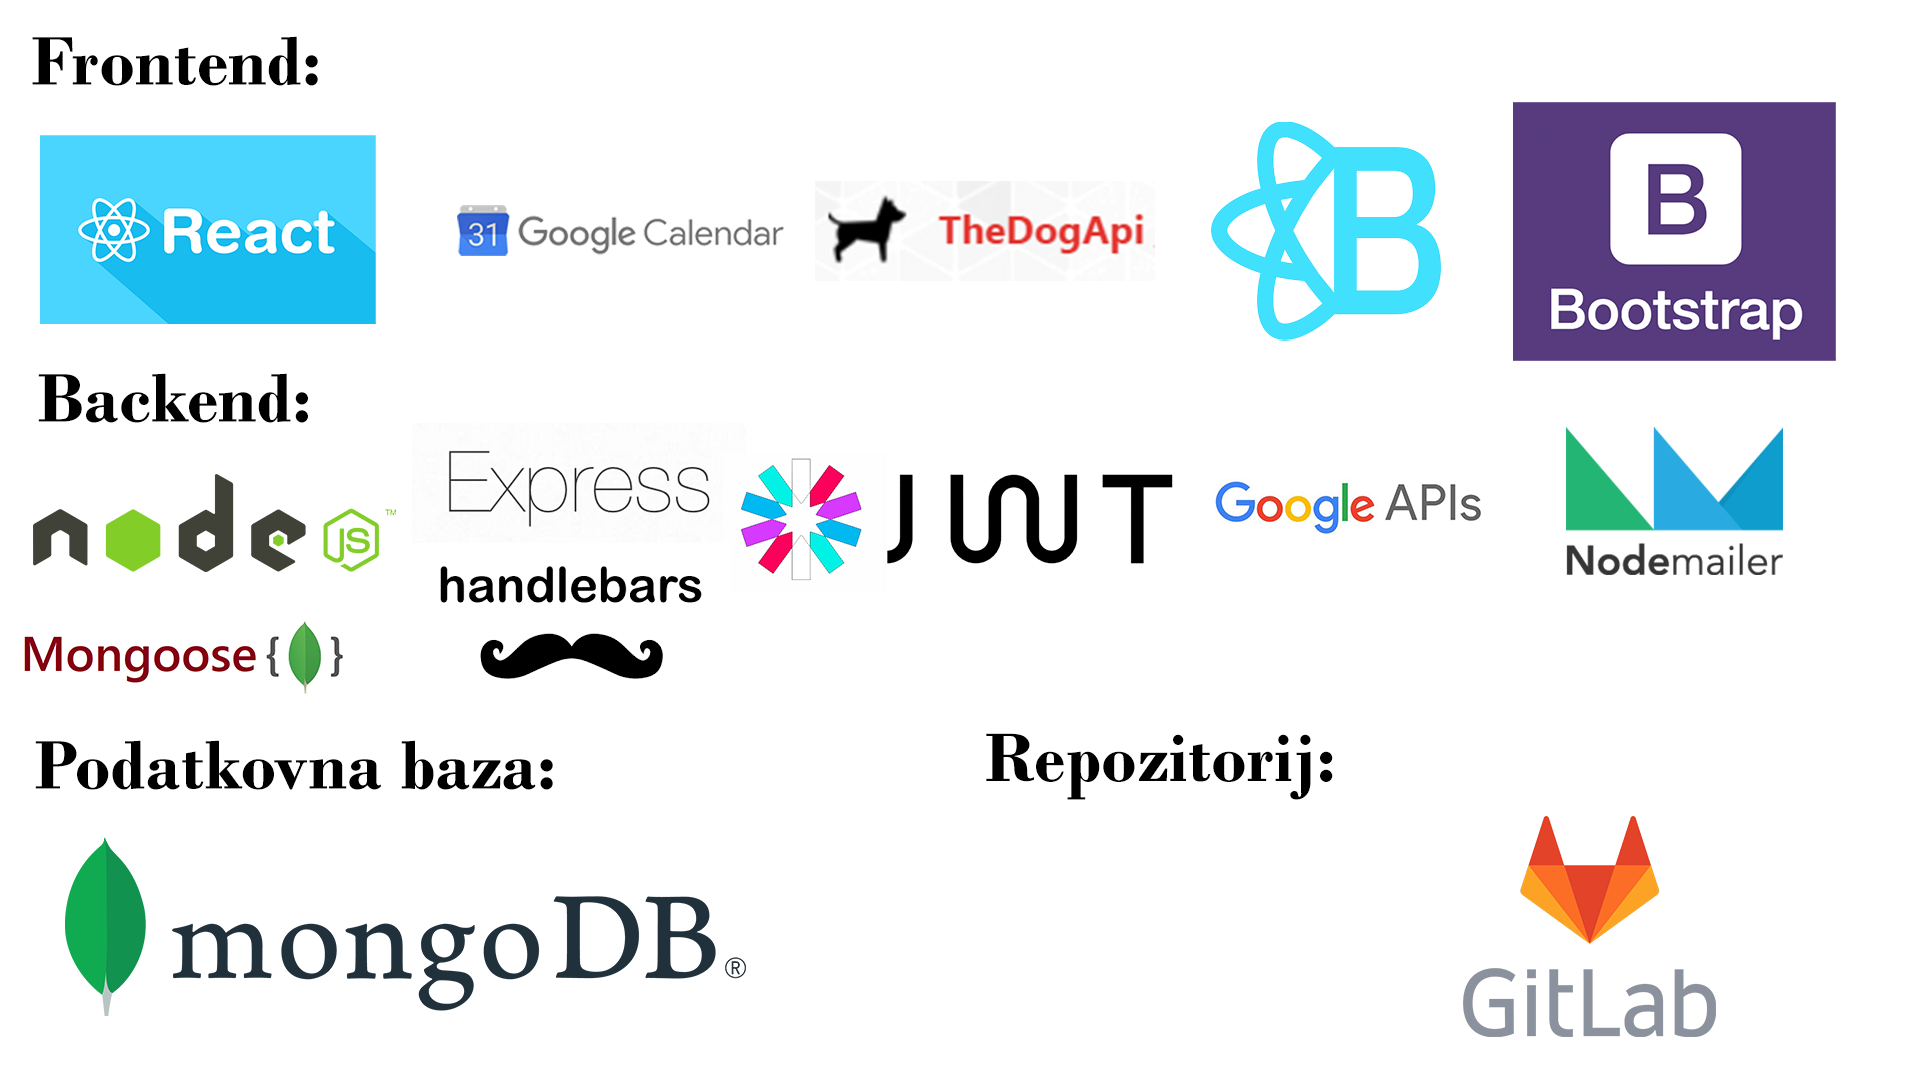 Frontend:
React
31 Google Calendar
TheDogApi
B
B
Bootstrap
Backend:
node JS TM
Express
JWT
Google APIs
Nodemailer
handlebars
Mongoose { }
Podatkovna baza:
Repozitorij:
mongoDB®
GitLab